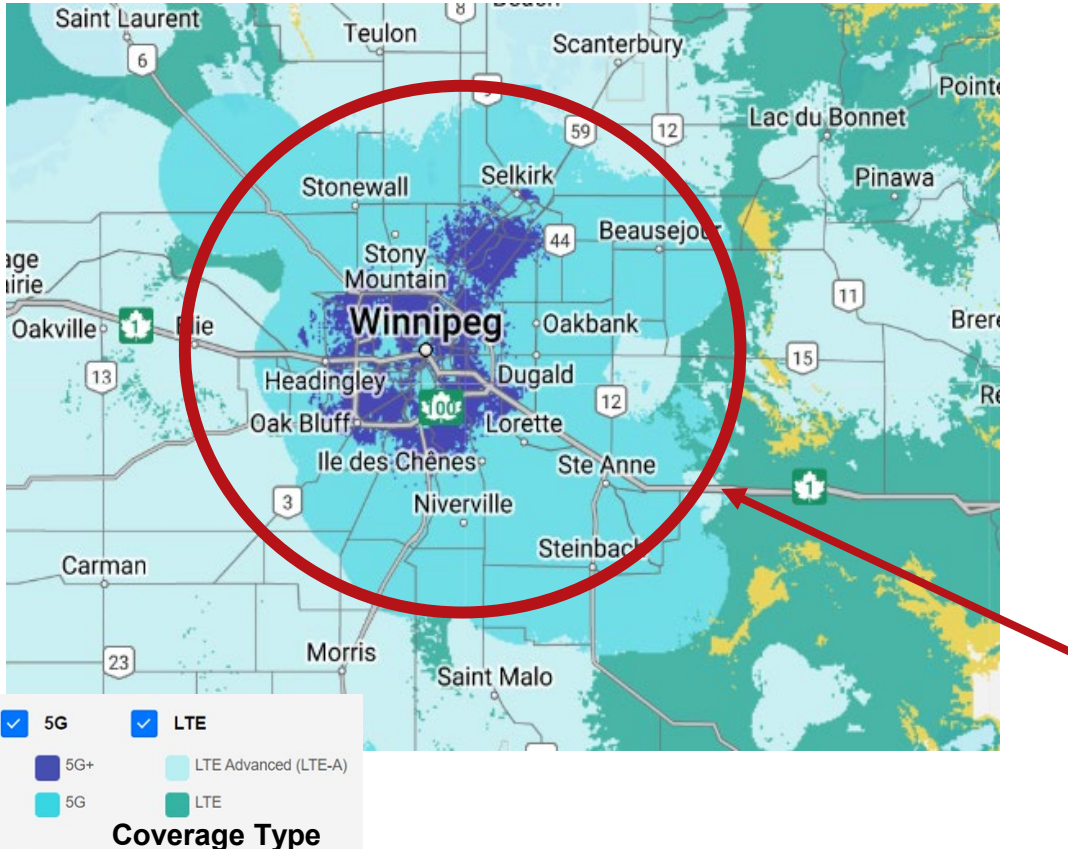 Saint Laurent
8
Teulon
Scanterbury
6
Pointe
59
12
Lac du Bonnet
Selkirk
Pinawa
Stonewall
44
Beausejour
Stony
Mountain
11
1
Winnipeg
Oakbank
Oakville
Elie
15
13
Headingley
Dugald
100
12
Oak Bluff
Lorette
Ile des Chênes
Ste Anne
1
3
Niverville
Steinbach
Carman
Morris
23
Saint Malo
5G
LTE
5G+
LTE Advanced (LTE-A)
5G
LTE
Coverage Type